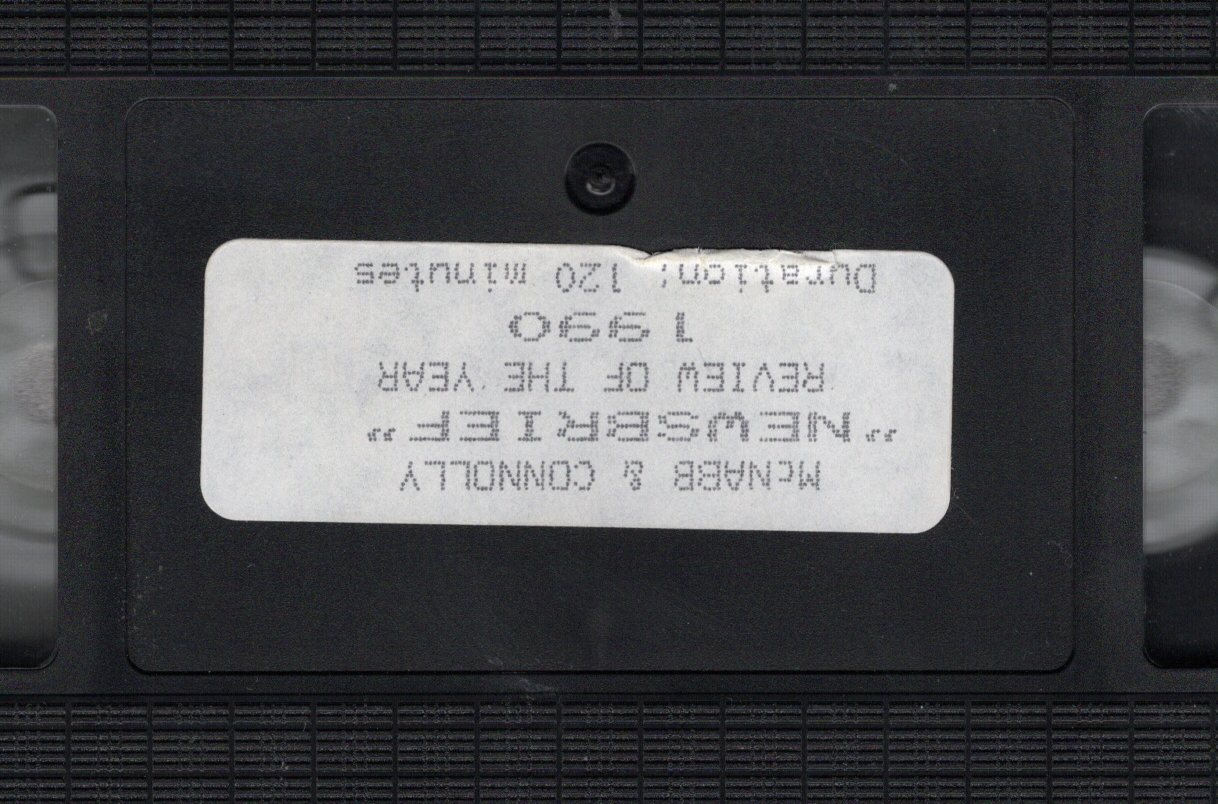 McNABB & CONNOLLY
"NEWSBRIEF"
REVIEW OF THE YEAR
1990
Duration; 120 minutes